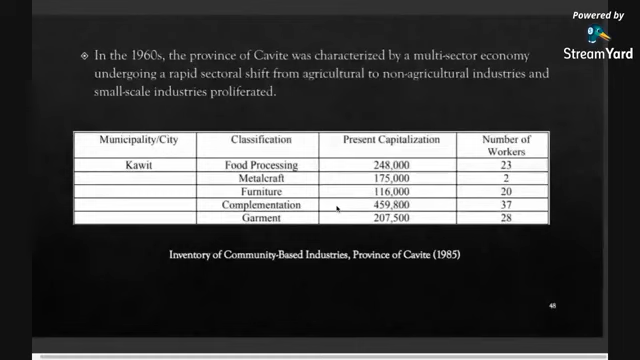 Powered by
StreamYard
In the 1960s, the province of Cavite was characterized by a multi-sector economy
undergoing a rapid sectoral shift from agricultural to non-agricultural industries and
small-scale industries proliferated.
Municipality/City Classification Present Capitalization Number of
Workers
Kawit Food Processing 248,000 23
Metalcraft 175,000 2
Furniture 116,000 20
Complementation 459,800 37
Garment 207,500 28
Inventory of Community-Based Industries, Province of Cavite (1985)
48